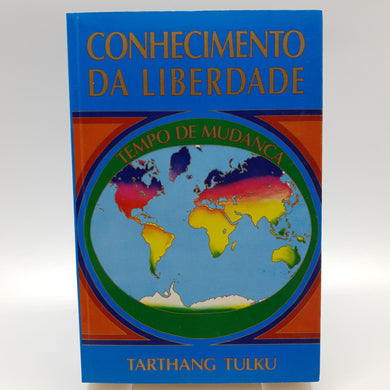 CONHECIMENTO
DA LIBERDADE
TEMPO DE MUDANÇA
TARTHANG TULKU